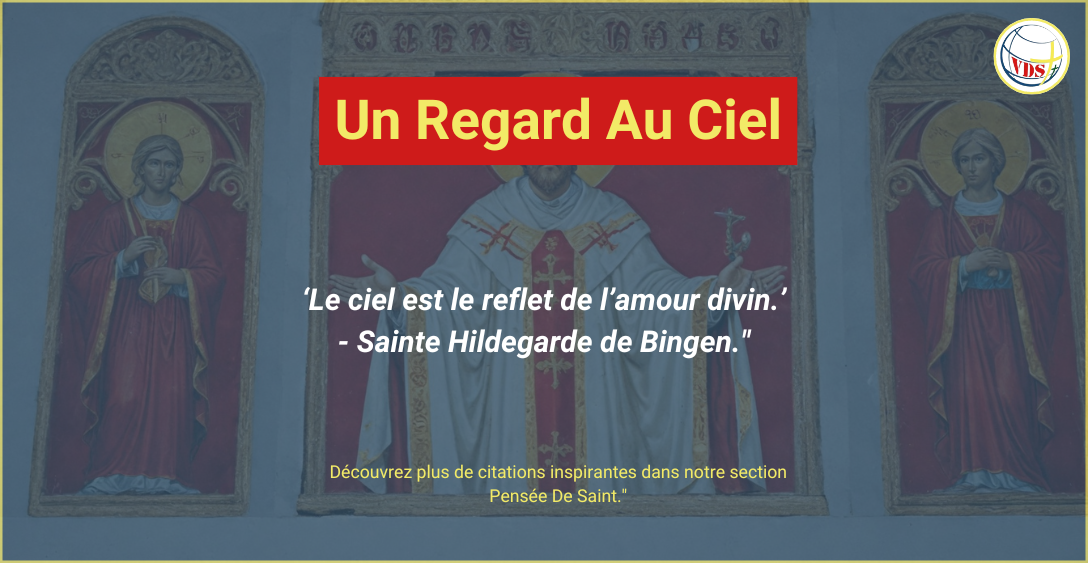 VDS
Un Regard Au Ciel
‘Le ciel est le reflet de l’amour divin.’
- Sainte Hildegarde de Bingen."
Découvrez plus de citations inspirantes dans notre section
Pensée De Saint."